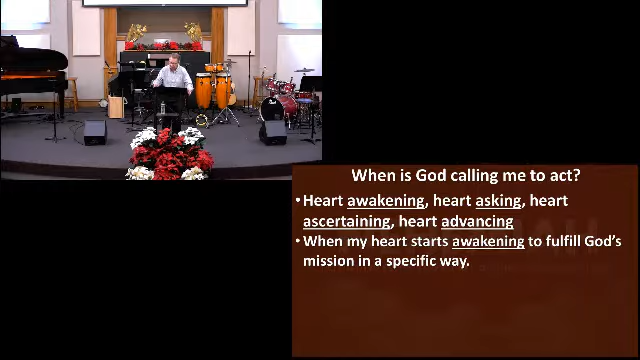 When is God calling me to act?
•Heart awakening, heart asking, heart
ascertaining, heart advancing
•When my heart starts awakening to fulfill God's
mission in a specific way.